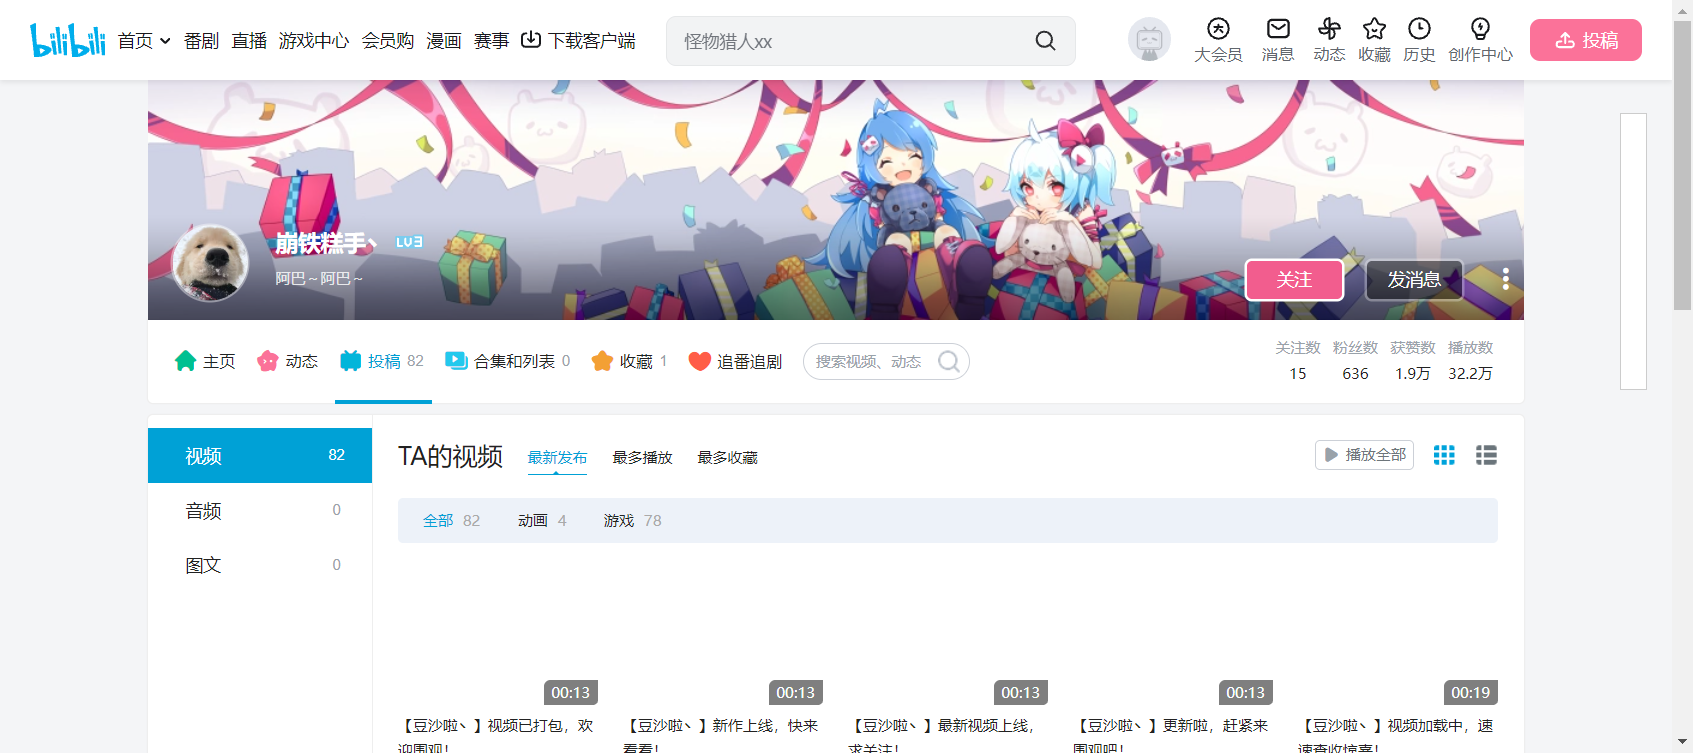 bilibili 首页 番剧 直播 游戏中心 会员购 漫画 赛事 下载客户端 怪物猎人xx 大会员 消息 动态 收藏 历史 创作中心 投稿
崩铁糕手丶 LV3
阿巴~阿巴~
关注 发消息
主页 动态 投稿 82 合集和列表 0 收藏 1 追番追剧 搜索视频、动态
关注数 粉丝数 获赞数 播放数
15 636 1.9万 32.2万
视频 82
音频 0
图文 0
TA的视频 最新发布 最多播放 最多收藏 播放全部
全部 82 动画 4 游戏 78
00:13 00:13 00:13 00:13 00:19
【豆沙啦丶】视频已打包，欢
迎围观！
【豆沙啦丶】新作上线，快来
看看！
【豆沙啦丶】最新视频上线，
求关注！
【豆沙啦丶】更新啦，赶紧来
围观吧！
【豆沙啦丶】视频加载中，速
速查收惊喜！